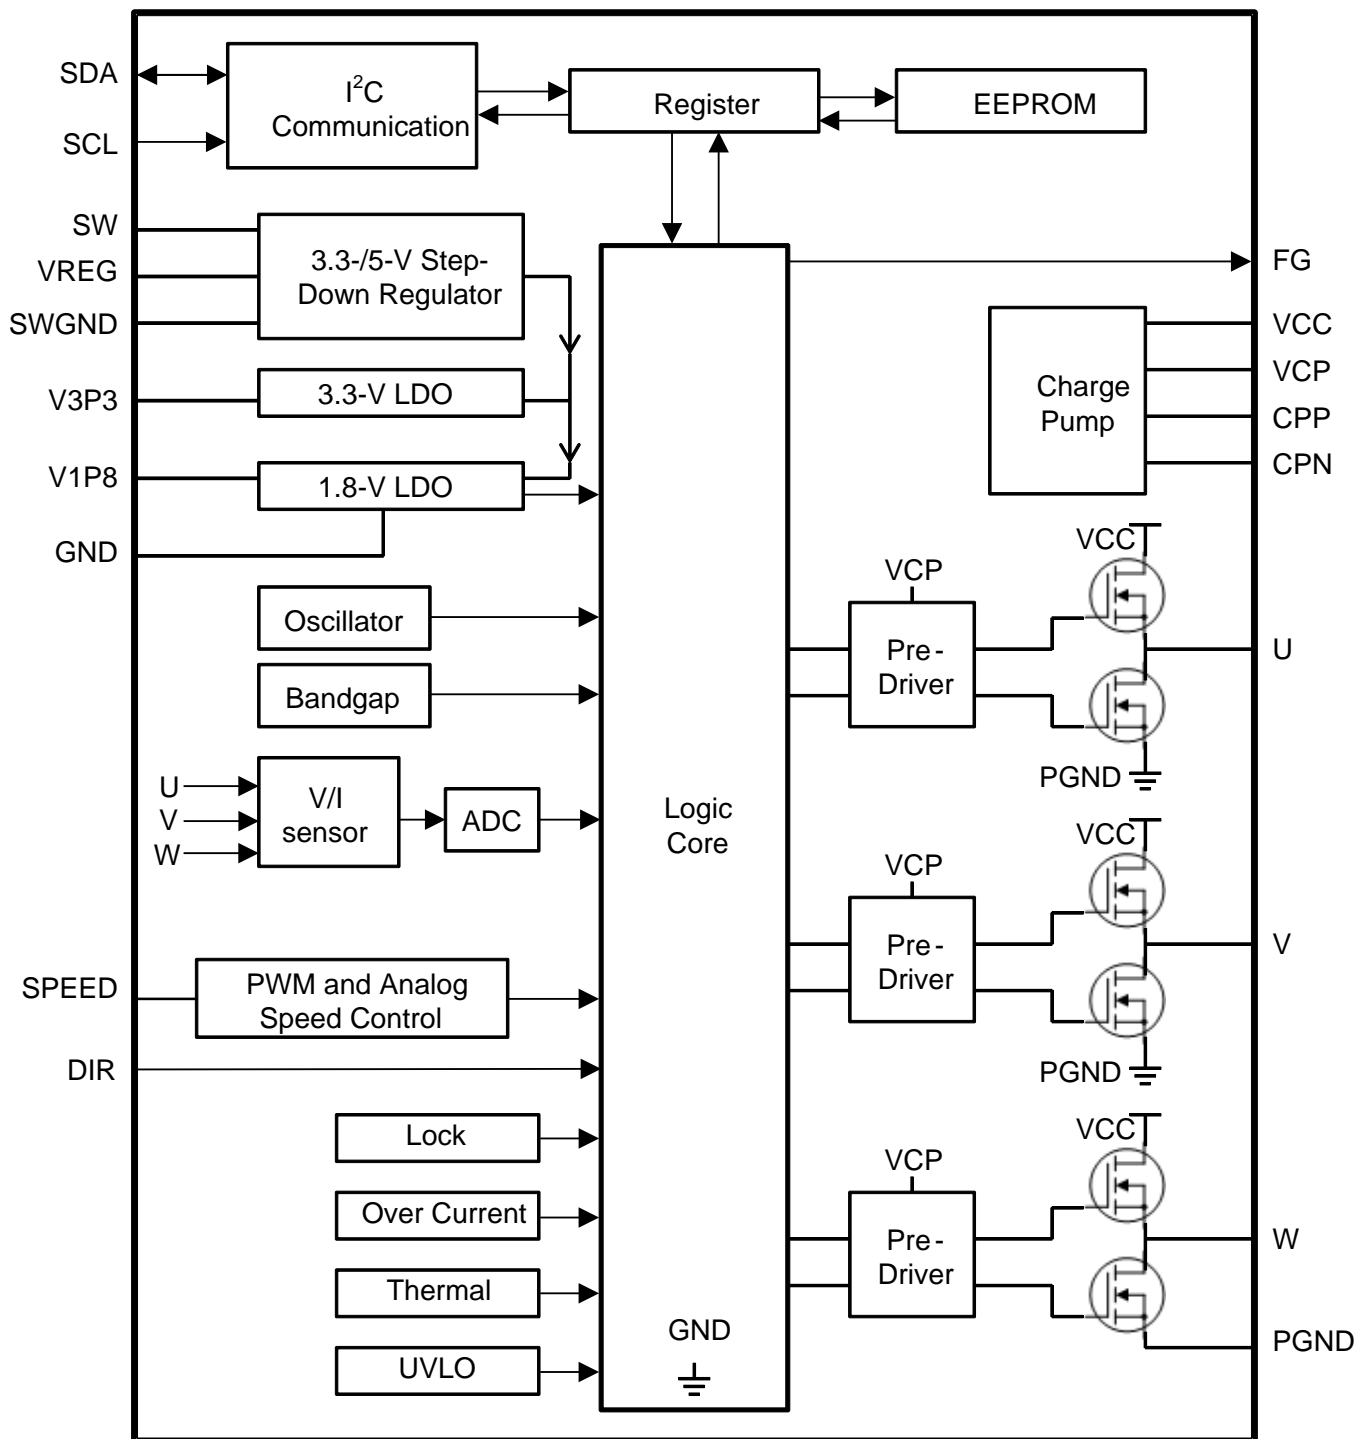 SDA
SCL
I²C
Communication
Register
EEPROM
SW
VREG
SWGND
3.3-/5-V Step-
Down Regulator
V3P3
3.3-V LDO
V1P8
1.8-V LDO
GND
Oscillator
Bandgap
U
V
W
V/I
sensor
ADC
SPEED
PWM and Analog
Speed Control
DIR
Lock
Over Current
Thermal
UVLO
Logic
Core
GND
FG
Charge
Pump
VCC
VCP
CPP
CPN
VCP
Pre-
Driver
VCC
U
PGND
VCP
Pre-
Driver
VCC
V
PGND
VCP
Pre-
Driver
VCC
W
PGND